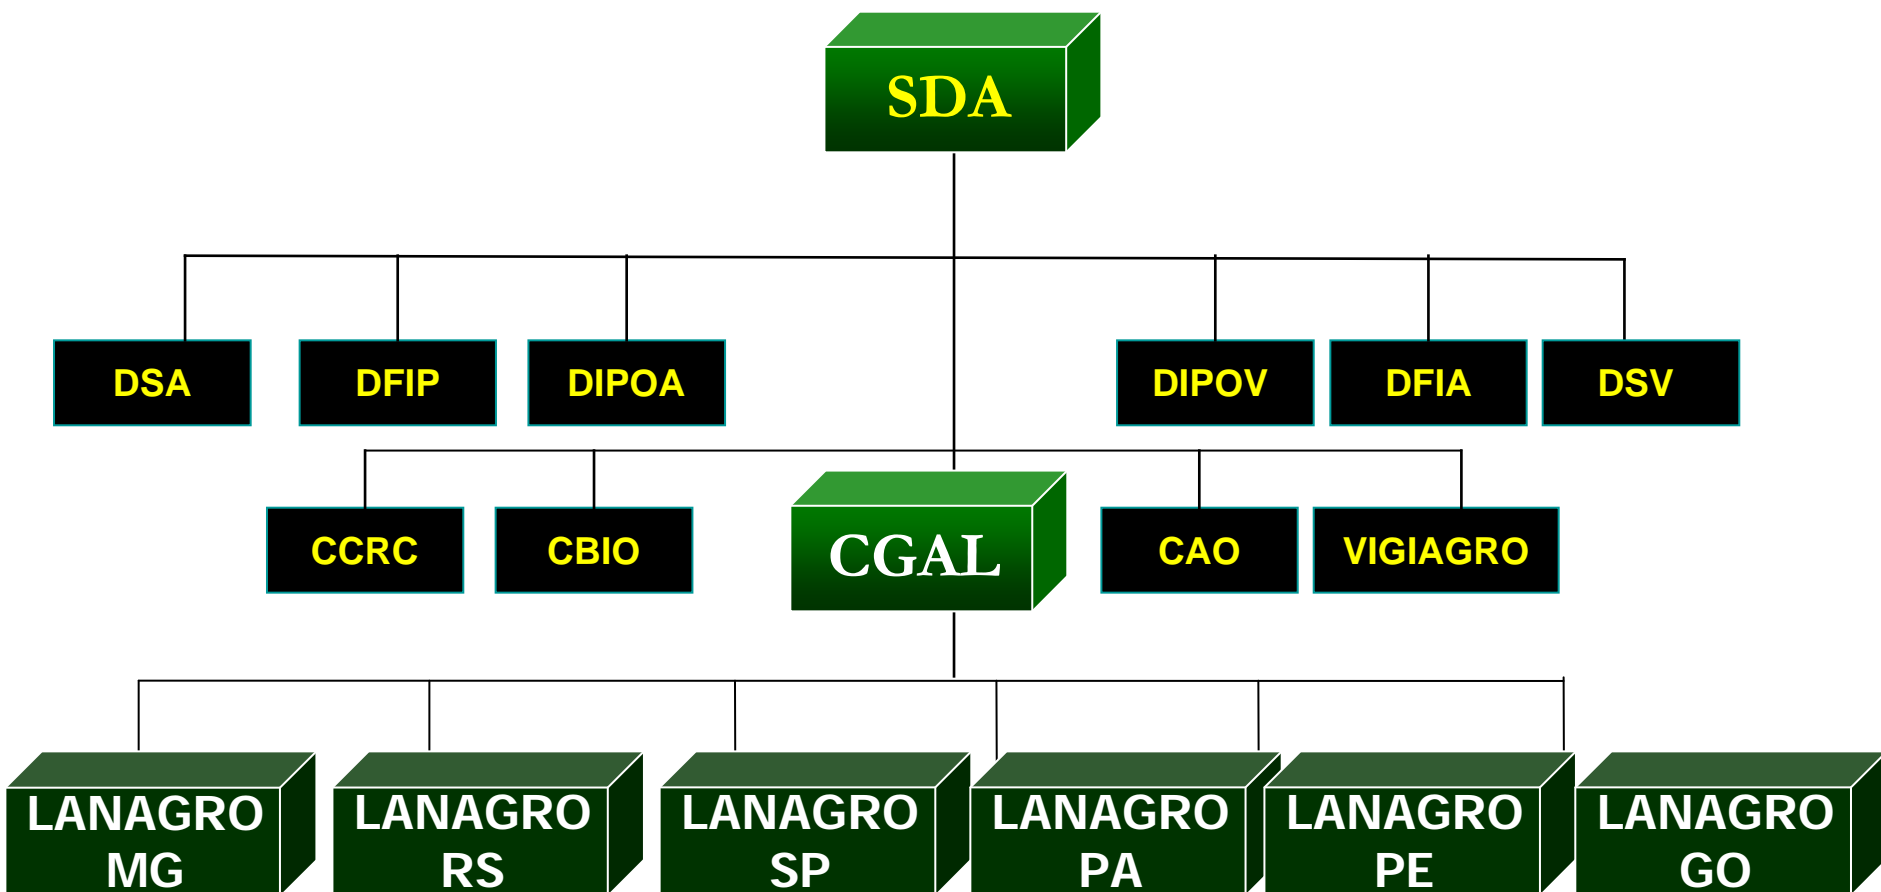 SDA
DSA
DFIP
DIPOA
DIPOV
DFIA
DSV
CCRC
CBIO
CGAL
CAO
VIGIAGRO
LANAGRO
MG
LANAGRO
RS
LANAGRO
SP
LANAGRO
PA
LANAGRO
PE
LANAGRO
GO